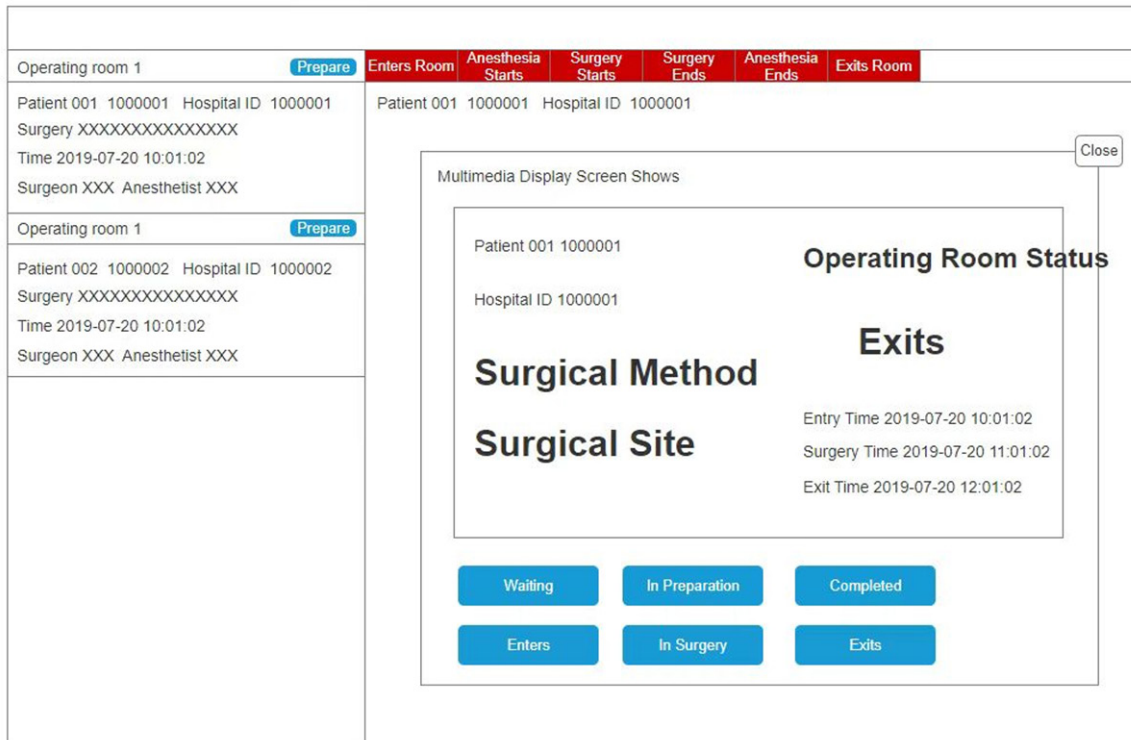 Operating room 1 Prepare
Patient 001 1000001 Hospital ID 1000001
Surgery XXXXXXXXXXXXXXX
Time 2019-07-20 10:01:02
Surgeon XXX Anesthetist XXX
Operating room 1 Prepare
Patient 002 1000002 Hospital ID 1000002
Surgery XXXXXXXXXXXXXXX
Time 2019-07-20 10:01:02
Surgeon XXX Anesthetist XXX
Enters Room
Anesthesia
Starts
Surgery
Starts
Surgery
Ends
Anesthesia
Ends
Exits Room
Patient 001 1000001 Hospital ID 1000001
Close
Multimedia Display Screen Shows
Patient 001 1000001
Hospital ID 1000001
Surgical Method
Surgical Site
Operating Room Status
Exits
Entry Time 2019-07-20 10:01:02
Surgery Time 2019-07-20 11:01:02
Exit Time 2019-07-20 12:01:02
Waiting In Preparation Completed
Enters In Surgery Exits